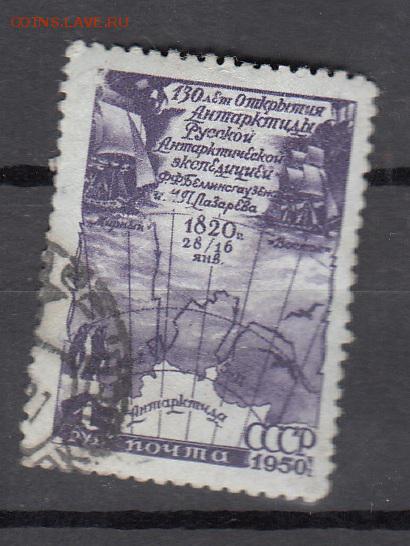 COINS.LAVE.RU
130 лет Открытия
Антарктиды
Русской
Антарктической
экспедицией
Ф.Ф.Беллинсгаузена
и М.П.Лазарева
"Мирный"
"Восток"
1820г.
28/16
янв.
Антарктида
СССР
почта
1950г.